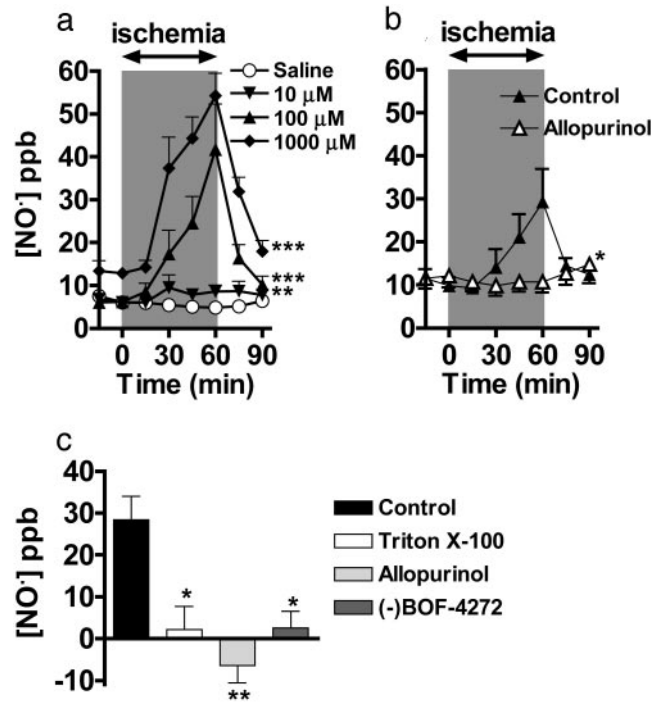 a
ischemia
[NO·] ppb
60
50
40
30
20
10
0
0 30 60 90
Time (min)
Saline
10 µM
100 µM
1000 µM
***
***
**
b
ischemia
[NO·] ppb
60
50
40
30
20
10
0
0 30 60 90
Time (min)
Control
Allopurinol
*
c
[NO·] ppb
40
30
20
10
0
-10
*
**
*
Control
Triton X-100
Allopurinol
(-)BOF-4272